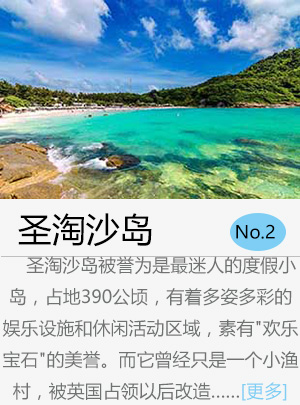 圣淘沙岛
No.2
圣淘沙岛被誉为是最迷人的度假小
岛，占地390公顷，有着多姿多彩的
娱乐设施和休闲活动区域，素有"欢乐
宝石"的美誉。而它曾经只是一个小渔
村，被英国占领以后改造......[更多]